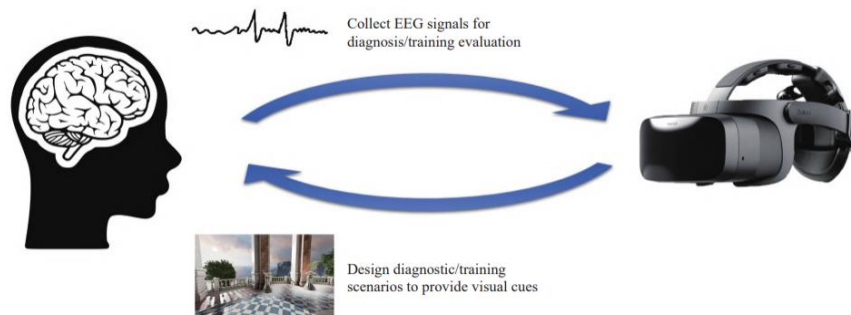 Collect EEG signals for
diagnosis/training evaluation
Design diagnostic/training
scenarios to provide visual cues